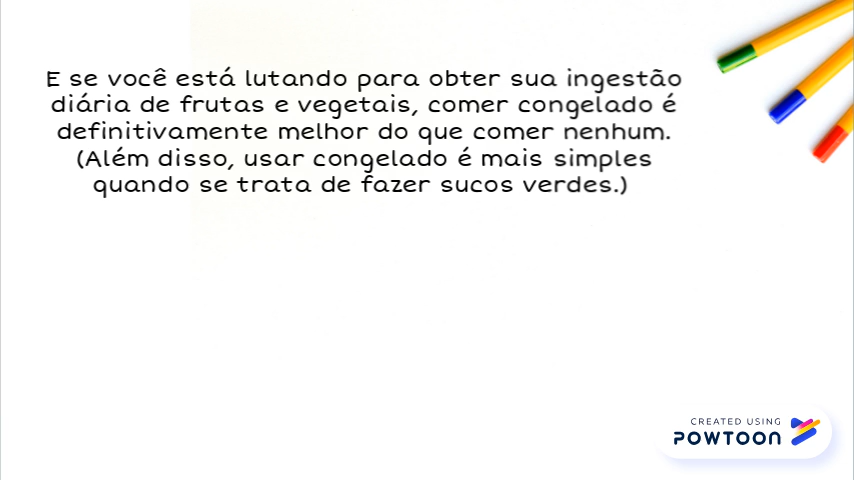 E se você está lutando para obter sua ingestão
diária de frutas e vegetais, comer congelado é
definitivamente melhor do que comer nenhum.
(Além disso, usar congelado é mais simples
quando se trata de fazer sucos verdes.)
CREATED USING
POWTOON